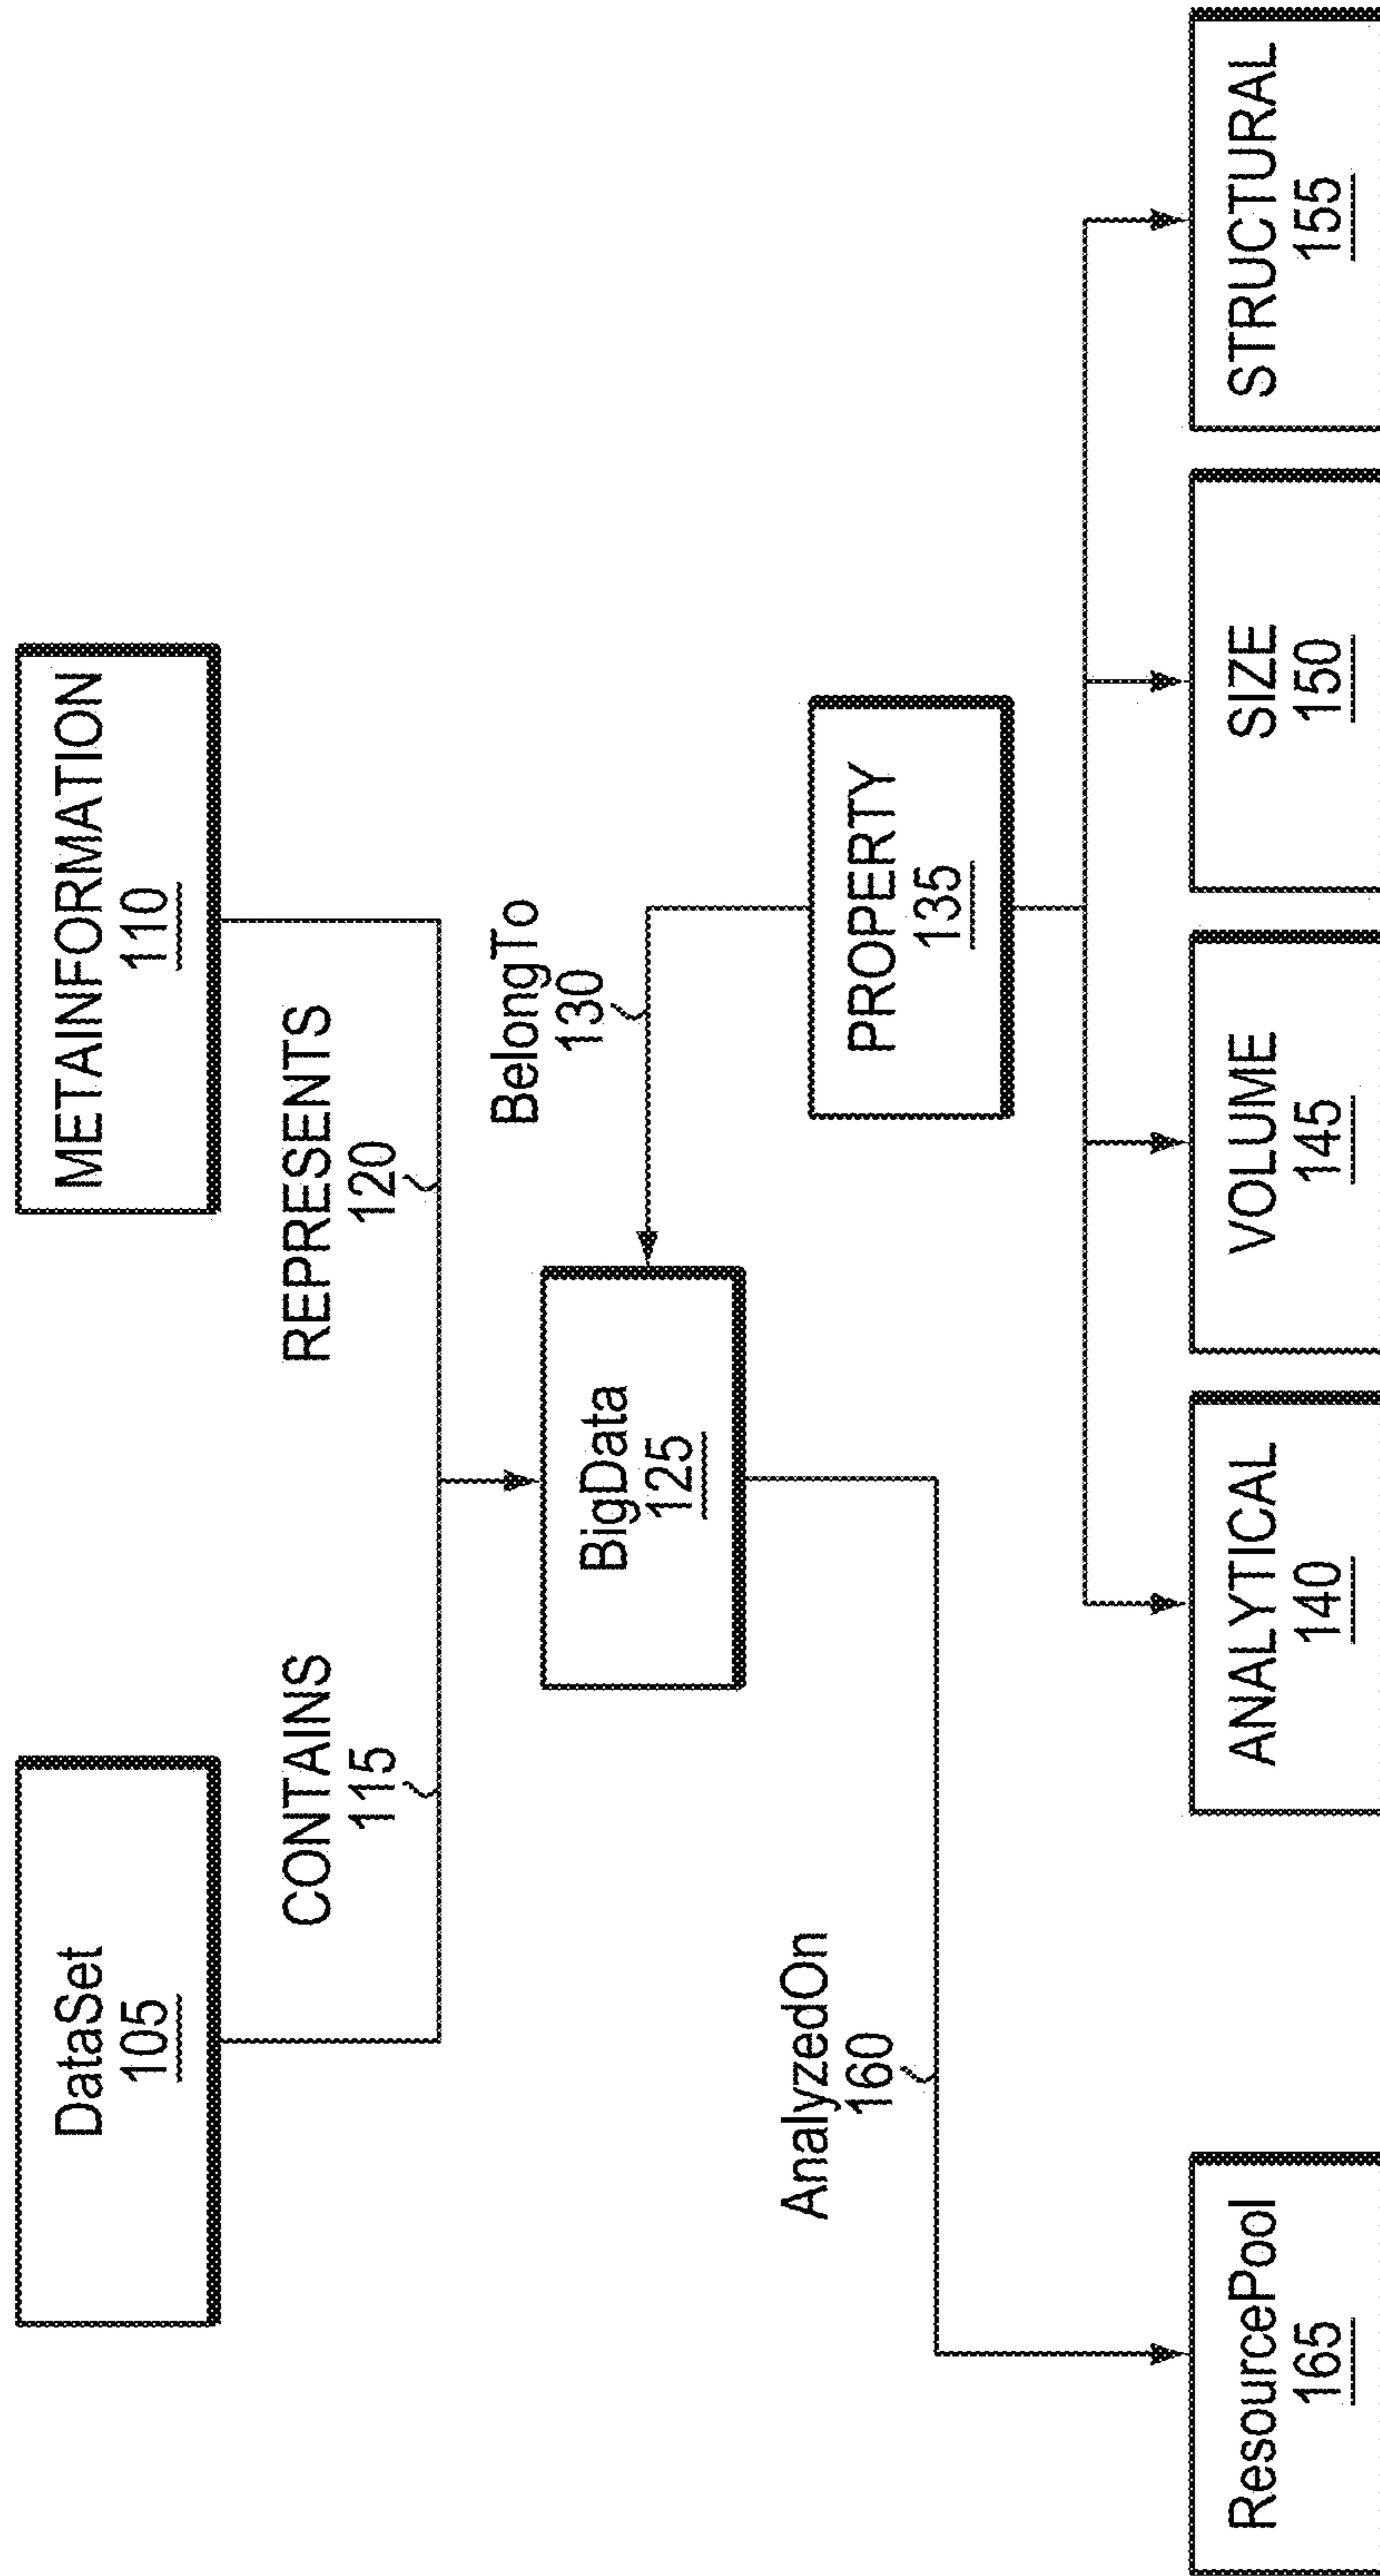 DataSet
105
METAINFORMATION
110
CONTAINS
115
REPRESENTS
120
BigData
125
BelongTo
130
AnalyzedOn
160
PROPERTY
135
ResourcePool
165
ANALYTICAL
140
VOLUME
145
SIZE
150
STRUCTURAL
155